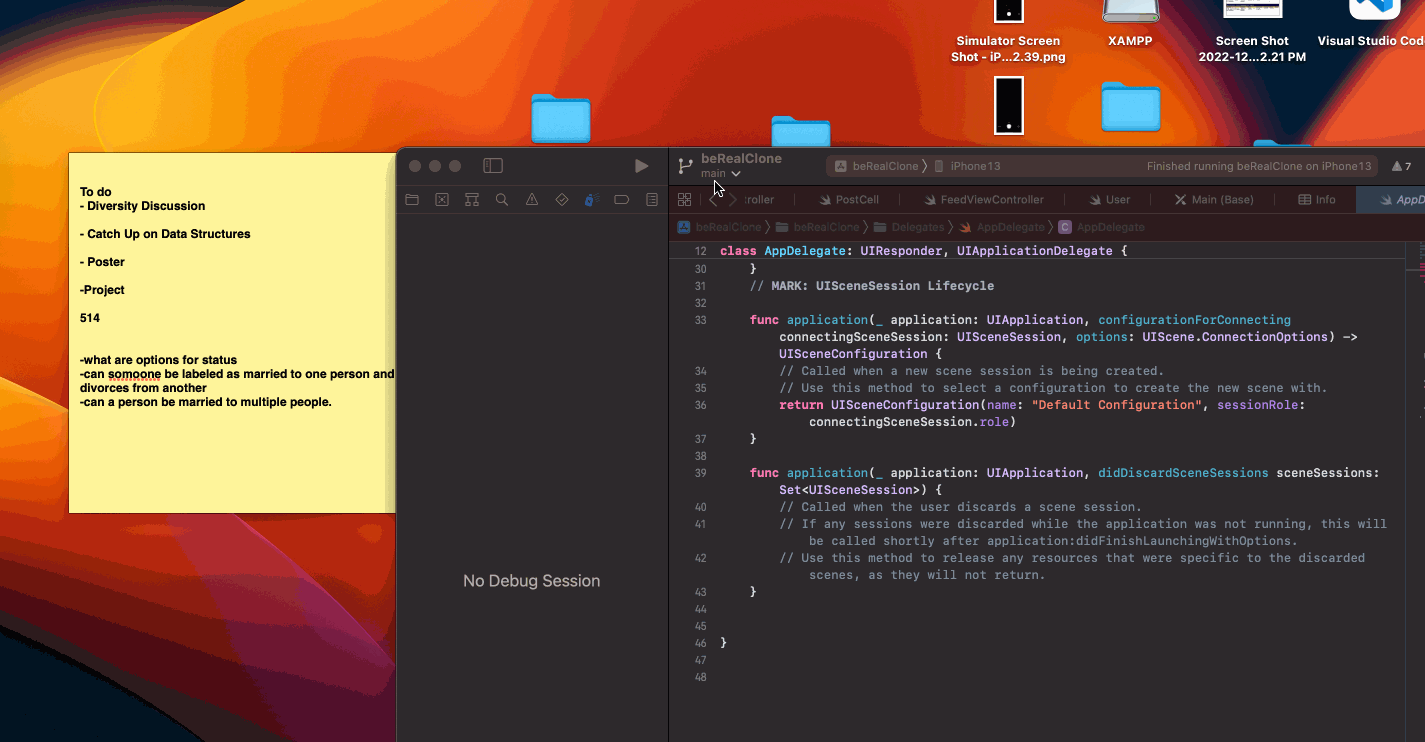 Simulator Screen
Shot - iP...2.39.png
XAMPP
Screen Shot
2022-12...2.21 PM
Visual Studio Cod
To do
- Diversity Discussion
- Catch Up on Data Structures
- Poster
-Project
514
-what are options for status
-can somoone be labeled as married to one person and
divorces from another
-can a person be married to multiple people.
beRealClone
main
beRealClone
iPhone13
Finished running beRealClone on iPhone13
7
:roller
PostCell
FeedViewController
User
Main (Base)
Info
AppD
beRealClone
beRealClone
Delegates
AppDelegate
C AppDelegate
No Debug Session
12 class AppDelegate: UIResponder, UIApplicationDelegate {
30 }
31 // MARK: UISceneSession Lifecycle
32
33 func application(_ application: UIApplication, configurationForConnecting
connectingSceneSession: UISceneSession, options: UIScene.ConnectionOptions) ->
UISceneConfiguration {
34 // Called when a new scene session is being created.
35 // Use this method to select a configuration to create the new scene with.
36 return UISceneConfiguration(name: "Default Configuration", sessionRole:
connectingSceneSession.role)
37 }
38
39 func application(_ application: UIApplication, didDiscardSceneSessions sceneSessions:
Set<UISceneSession>) {
40 // Called when the user discards a scene session.
41 // If any sessions were discarded while the application was not running, this will
be called shortly after application:didFinishLaunchingWithOptions.
42 // Use this method to release any resources that were specific to the discarded
scenes, as they will not return.
43 }
44
45
46 }
47
48